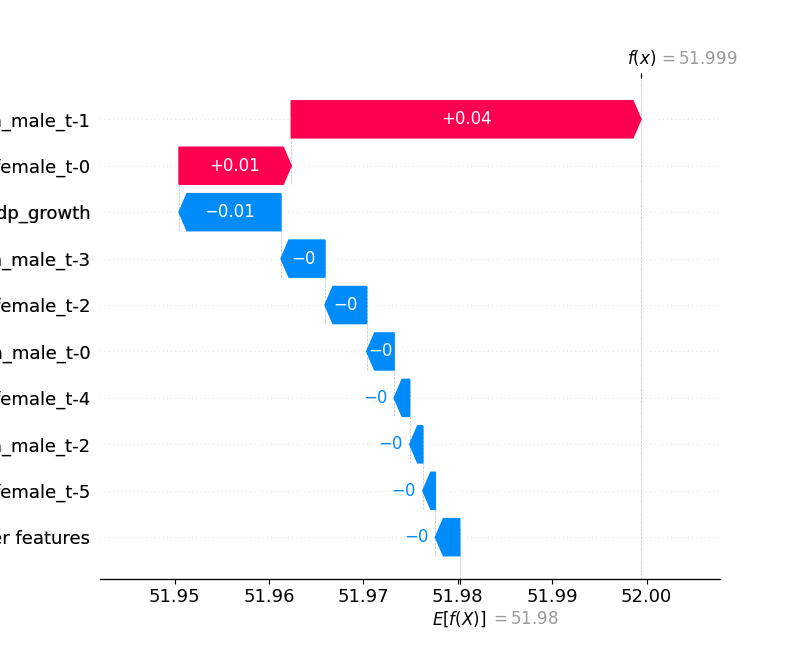 f(x) = 51.999
_male_t-1
+0.04
female_t-0
+0.01
dp_growth
−0.01
_male_t-3
−0
female_t-2
−0
_male_t-0
−0
female_t-4
−0
_male_t-2
−0
female_t-5
−0
er features
−0
51.95 51.96 51.97 51.98 51.99 52.00
E[f(X)] = 51.98